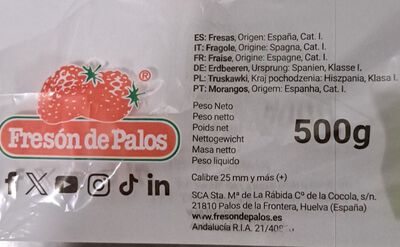 ®
Fresón de Palos
ES: Fresas, Origen: España, Cat. I.
IT: Fragole, Origine: Spagna, Cat. I.
FR: Fraise, Origine: Espagne, Cat. I.
DE: Erdbeeren, Ursprung: Spanien, Klasse I.
PL: Truskawki, Kraj pochodzenia: Hiszpania, Klasa I.
PT: Morangos, Origem: Espanha, Cat. I.
Peso Neto
Peso netto
Poids net
Nettogewicht
Masa netto
Peso líquido
500g
Calibre 25 mm y más (+)
SCA Sta. Mª de La Rábida Cº de la Cocola, s/n.
21810 Palos de la Frontera, Huelva (España)
www.fresondepalos.es
Andalucía R.I.A. 21/40